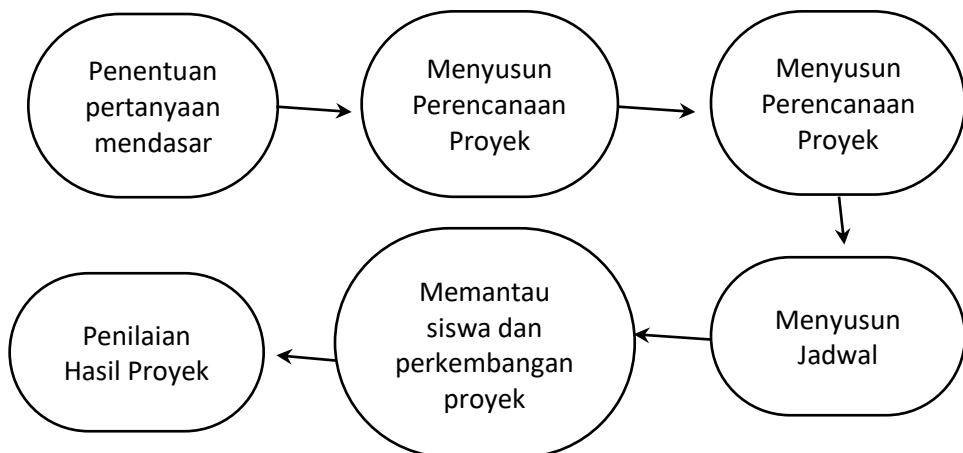 Penentuan
pertanyaan
mendasar
Menyusun
Perencanaan
Proyek
Menyusun
Perencanaan
Proyek
Menyusun
Jadwal
Memantau
siswa dan
perkembangan
proyek
Penilaian
Hasil Proyek